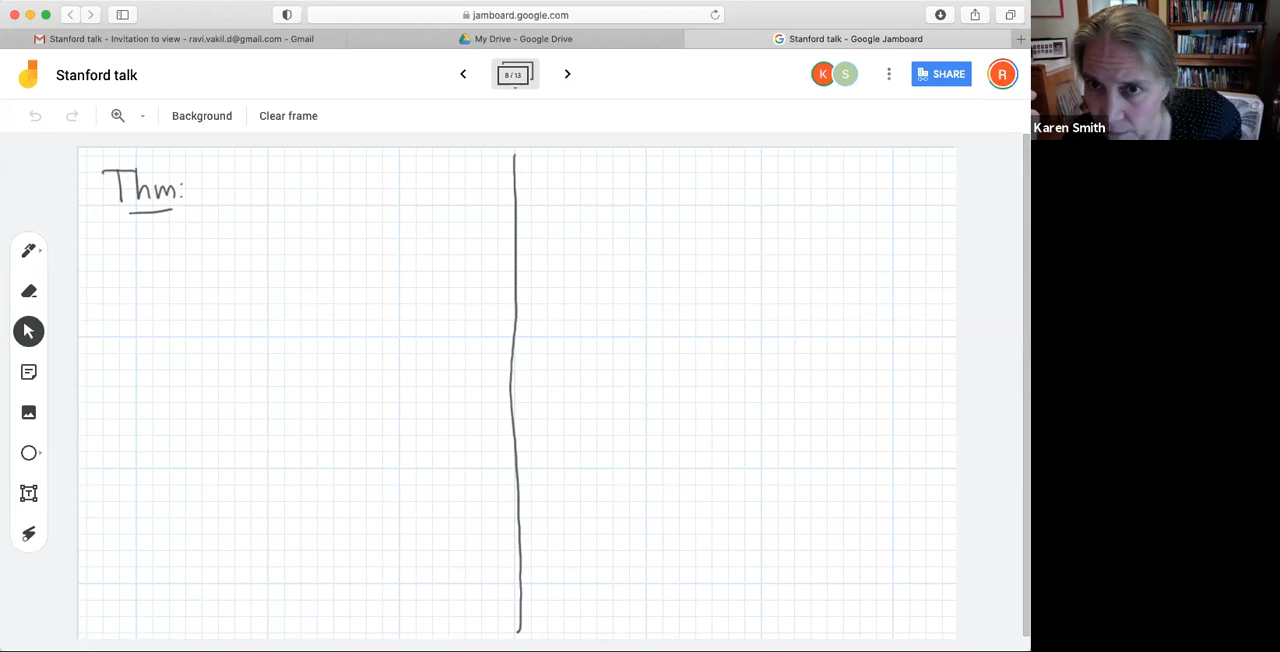 jamboard.google.com
Stanford talk - Invitation to view - ravi.vakil.d@gmail.com - Gmail
My Drive - Google Drive
Stanford talk - Google Jamboard
Stanford talk
8 / 13
K
S
SHARE
R
Background
Clear frame
Karen Smith
Thm: